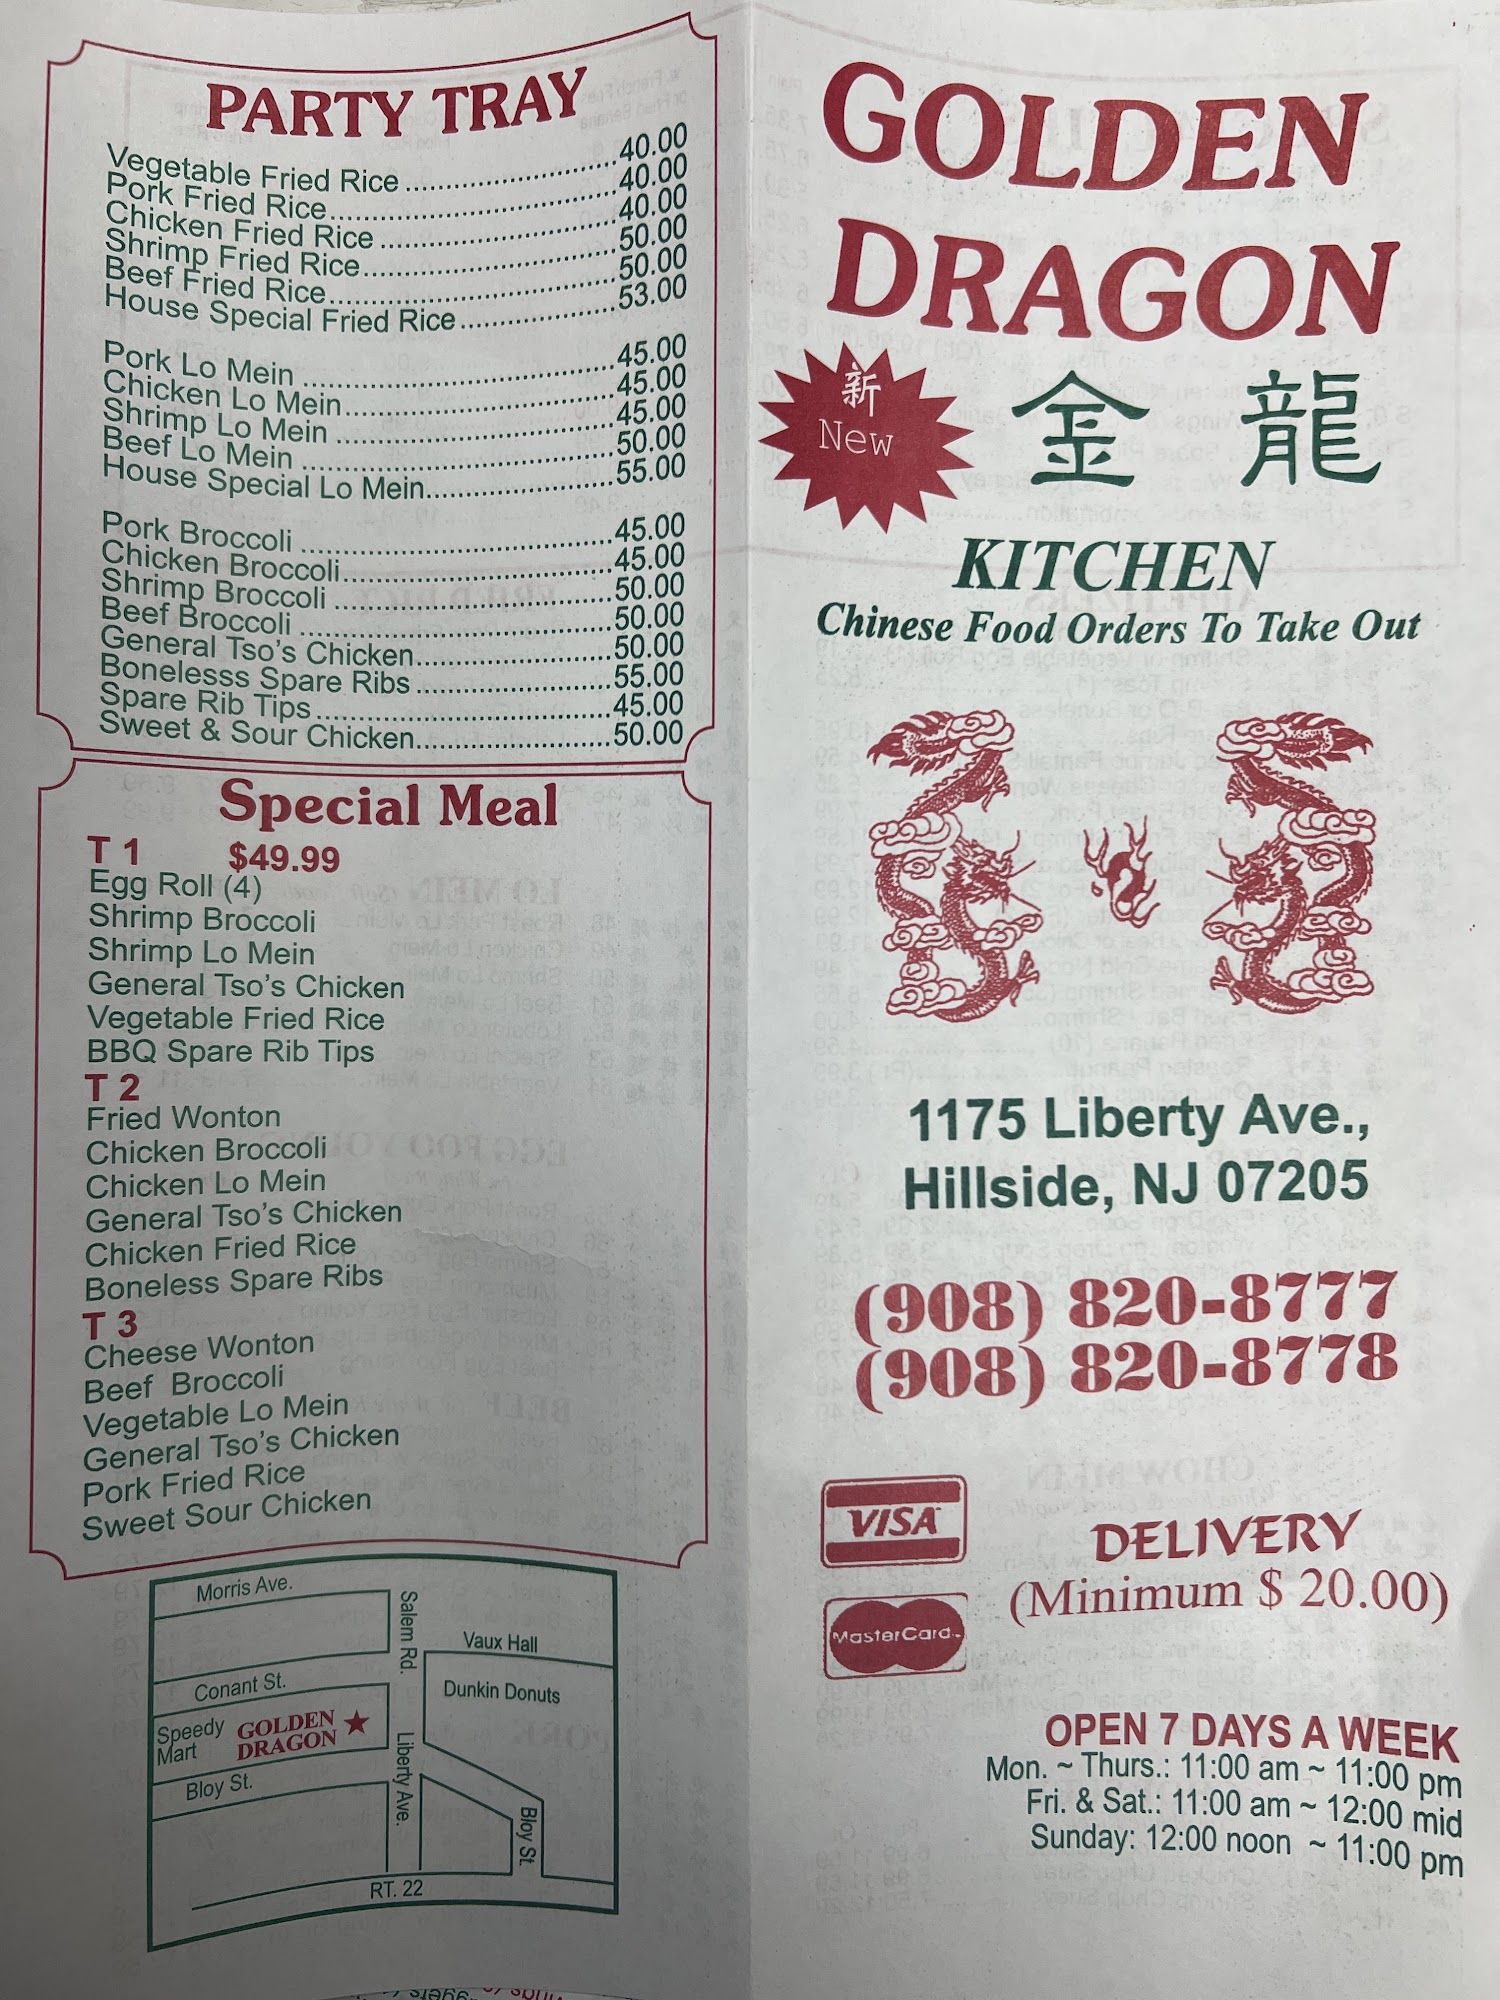 PARTY TRAY
Vegetable Fried Rice....................40.00
Pork Fried Rice....................40.00
Chicken Fried Rice....................40.00
Shrimp Fried Rice....................50.00
Beef Fried Rice....................50.00
House Special Fried Rice....................53.00
Pork Lo Mein....................45.00
Chicken Lo Mein....................45.00
Shrimp Lo Mein....................45.00
Beef Lo Mein....................50.00
House Special Lo Mein....................55.00
Pork Broccoli....................45.00
Chicken Broccoli....................45.00
Shrimp Broccoli....................50.00
Beef Broccoli....................50.00
General Tso's Chicken....................50.00
Bonelesss Spare Ribs....................55.00
Spare Rib Tips....................45.00
Sweet & Sour Chicken....................50.00
Special Meal
T 1 $49.99
Egg Roll (4)
Shrimp Broccoli
Shrimp Lo Mein
General Tso's Chicken
Vegetable Fried Rice
BBQ Spare Rib Tips
T 2
Fried Wonton
Chicken Broccoli
Chicken Lo Mein
General Tso's Chicken
Chicken Fried Rice
Boneless Spare Ribs
T 3
Cheese Wonton
Beef Broccoli
Vegetable Lo Mein
General Tso's Chicken
Pork Fried Rice
Sweet Sour Chicken
Morris Ave.
Salem Rd.
Vaux Hall
Conant St.
Dunkin Donuts
Speedy
Mart
GOLDEN
DRAGON
Liberty Ave.
Bloy St.
Bloy St.
RT. 22
GOLDEN
DRAGON
新
New
金龍
KITCHEN
Chinese Food Orders To Take Out
1175 Liberty Ave.,
Hillside, NJ 07205
(908) 820-8777
(908) 820-8778
VISA
MasterCard
DELIVERY
(Minimum $ 20.00)
OPEN 7 DAYS A WEEK
Mon. ~ Thurs.: 11:00 am ~ 11:00 pm
Fri. & Sat.: 11:00 am ~ 12:00 mid
Sunday: 12:00 noon ~ 11:00 pm